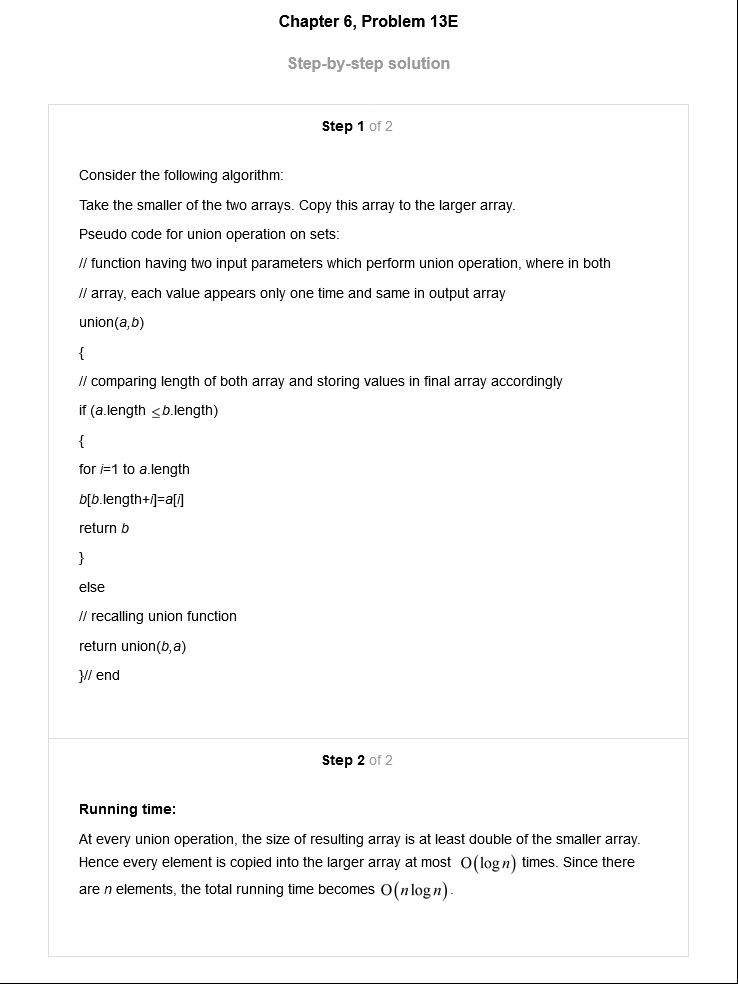 Chapter 6, Problem 13E
Step-by-step solution
Step 1 of 2
Consider the following algorithm:
Take the smaller of the two arrays. Copy this array to the larger array.
Pseudo code for union operation on sets:
// function having two input parameters which perform union operation, where in both
// array, each value appears only one time and same in output array
union(a,b)
{
// comparing length of both array and storing values in final array accordingly
if (a.length ≤b.length)
{
for i=1 to a.length
b[b.length+i]=a[i]
return b
}
else
// recalling union function
return union(b,a)
}// end
Step 2 of 2
Running time:
At every union operation, the size of resulting array is at least double of the smaller array.
Hence every element is copied into the larger array at most O(log n) times. Since there
are n elements, the total running time becomes O(n log n).